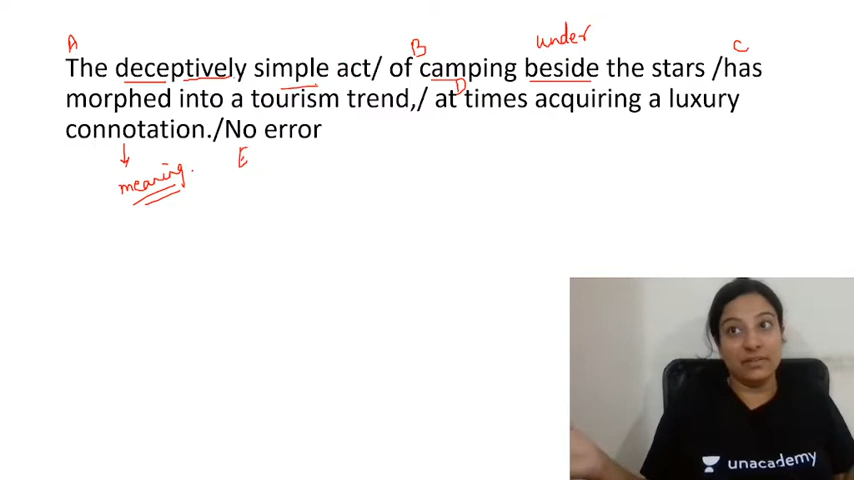 A
B
under
C
The deceptively simple act/ of camping beside the stars /has
D
morphed into a tourism trend,/ at times acquiring a luxury
connotation./No error
E
meaning.
unacademy